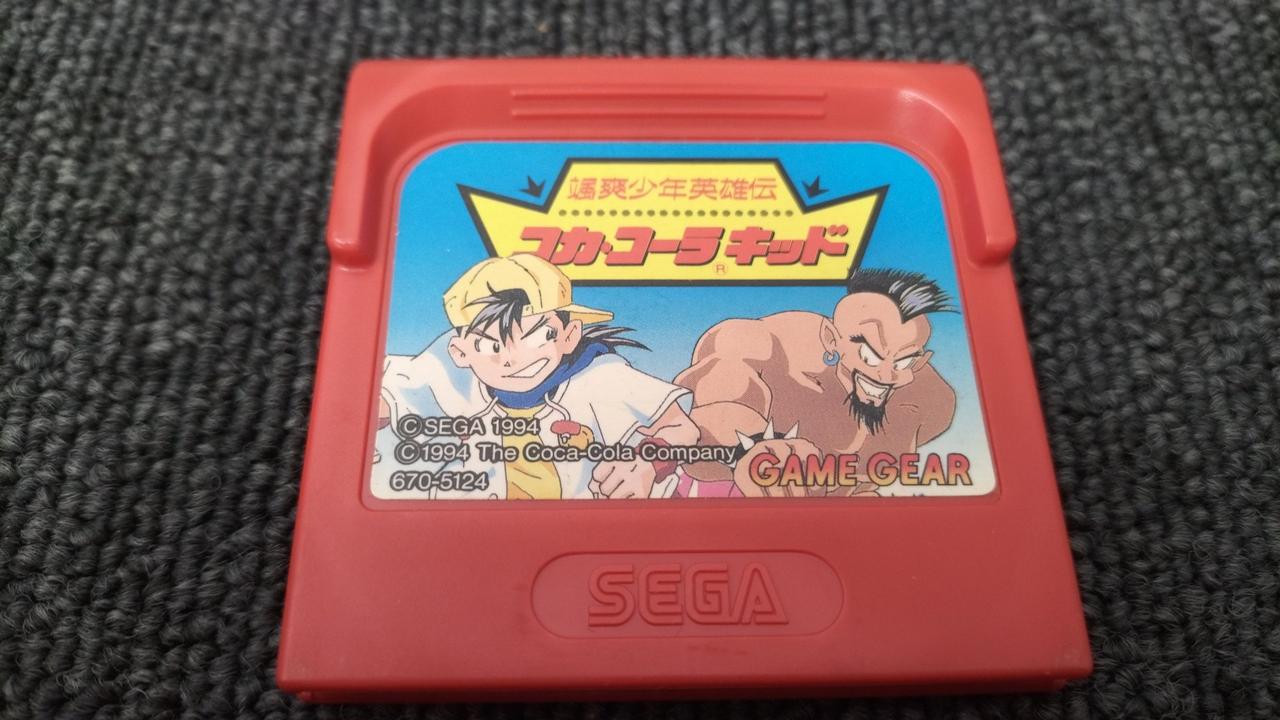 颯爽少年英雄伝
コカ・コーラ キッド
®
©SEGA 1994
©1994 The Coca-Cola Company
670-5124
GAME GEAR
SEGA